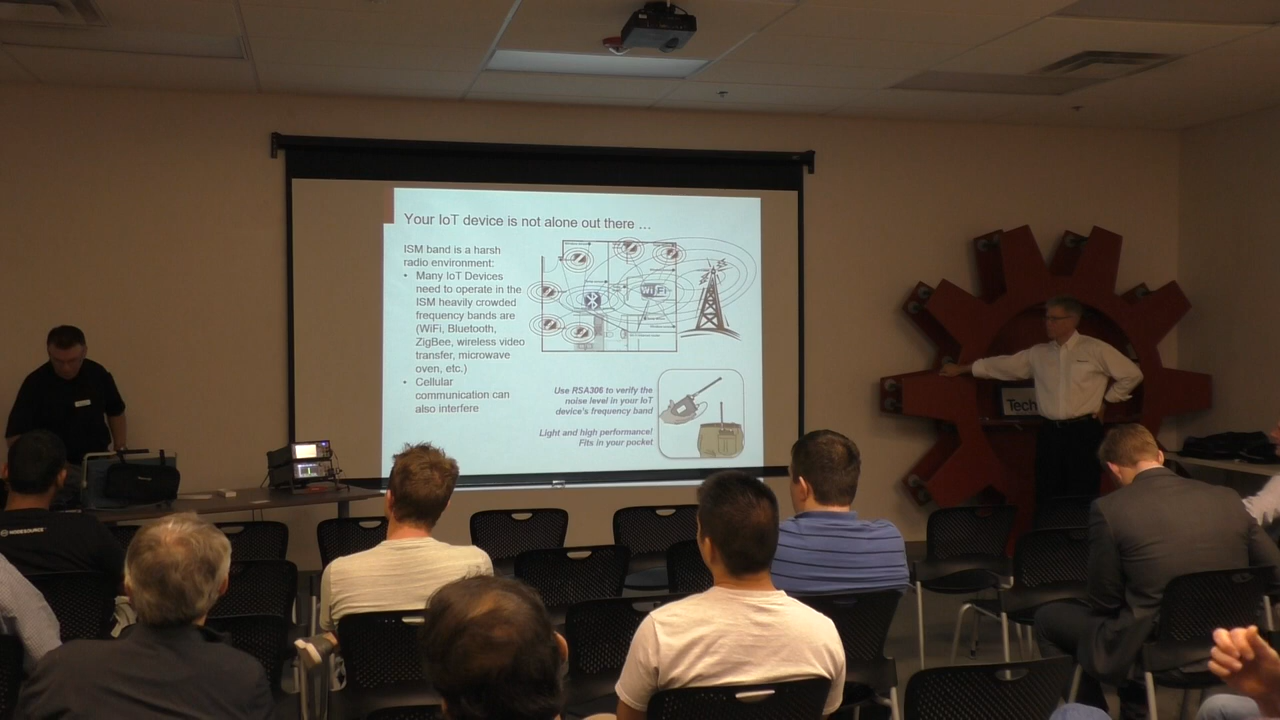 Your IoT device is not alone out there ...
ISM band is a harsh
radio environment:
• Many IoT Devices
need to operate in the
ISM heavily crowded
frequency bands are
(WiFi, Bluetooth,
ZigBee, wireless video
transfer, microwave
oven, etc.)
• Cellular
communication can
also interfere
WiFi
Use RSA306 to verify the
noise level in your IoT
device's frequency band
Light and high performance!
Fits in your pocket
Tech
NODESOURCE